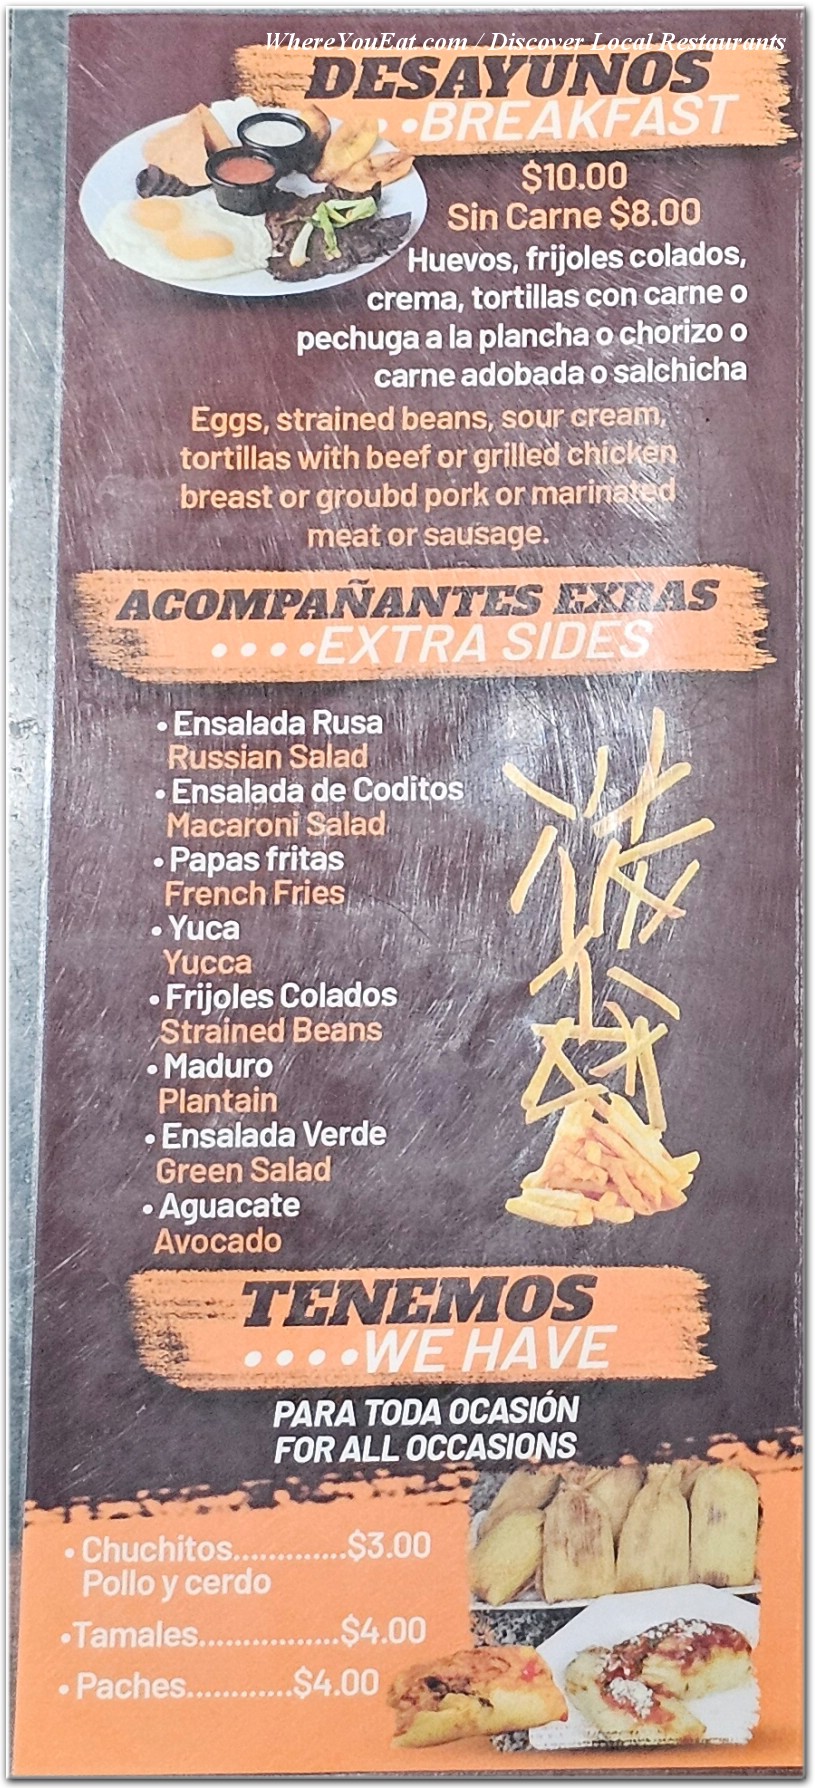 WhereYouEat.com / Discover Local Restaurants
DESAYUNOS
••BREAKFAST
$10.00
Sin Carne $8.00
Huevos, frijoles colados,
crema, tortillas con carne o
pechuga a la plancha o chorizo o
carne adobada o salchicha
Eggs, strained beans, sour cream,
tortillas with beef or grilled chicken
breast or groubd pork or marinated
meat or sausage.
ACOMPAÑANTES EXRAS
••••EXTRA SIDES
• Ensalada Rusa
Russian Salad
• Ensalada de Coditos
Macaroni Salad
• Papas fritas
French Fries
• Yuca
Yucca
• Frijoles Colados
Strained Beans
• Maduro
Plantain
• Ensalada Verde
Green Salad
• Aguacate
Avocado
TENEMOS
••••WE HAVE
PARA TODA OCASIÓN
FOR ALL OCCASIONS
• Chuchitos.............$3.00
Pollo y cerdo
•Tamales................$4.00
• Paches............$4.00